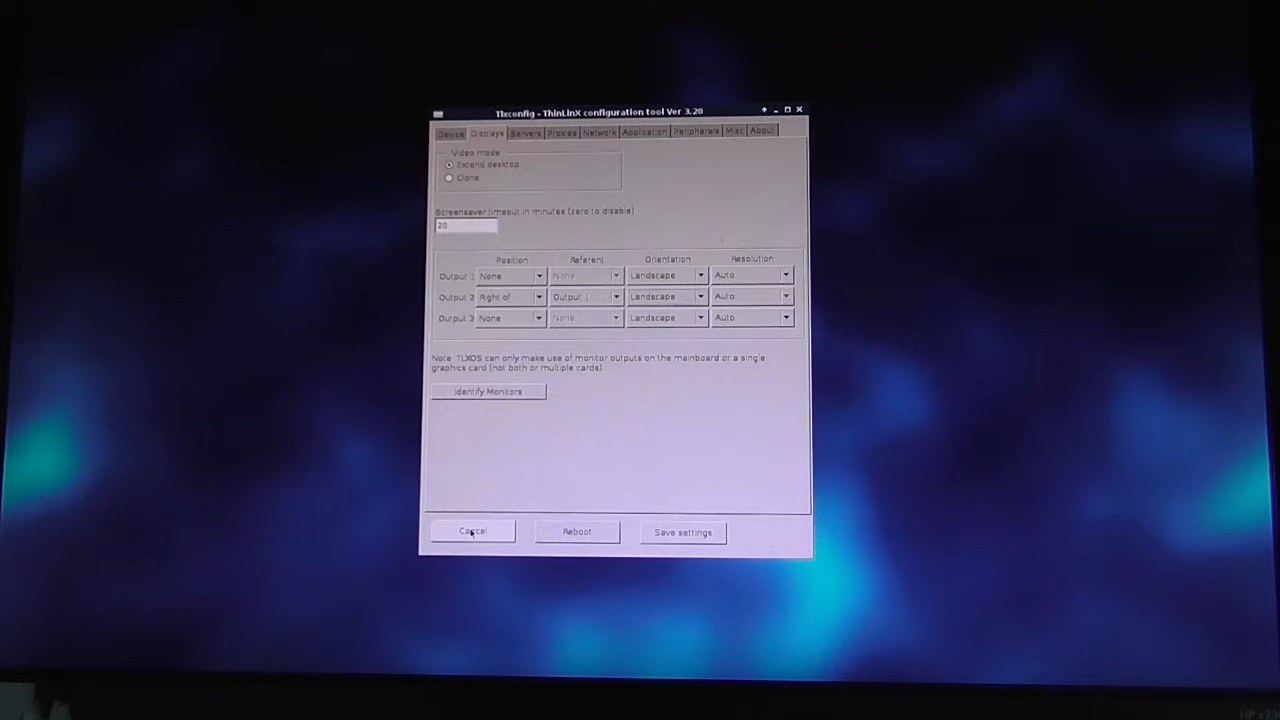 Tlxconfig - ThinLinX configuration tool Ver 3.20
Device Displays Servers Proxies Network Application Peripherals Misc About
Video mode
Extend desktop
Clone
Screensaver timeout in minutes (zero to disable)
20
Position Referent Orientation Resolution
Output 1 None None Landscape Auto
Output 2 Right of Output 1 Landscape Auto
Output 3 None None Landscape Auto
Note: TLXOS can only make use of monitor outputs on the mainboard or a single
graphics card (not both or multiple cards)
Identify Monitors
Cancel Reboot Save settings